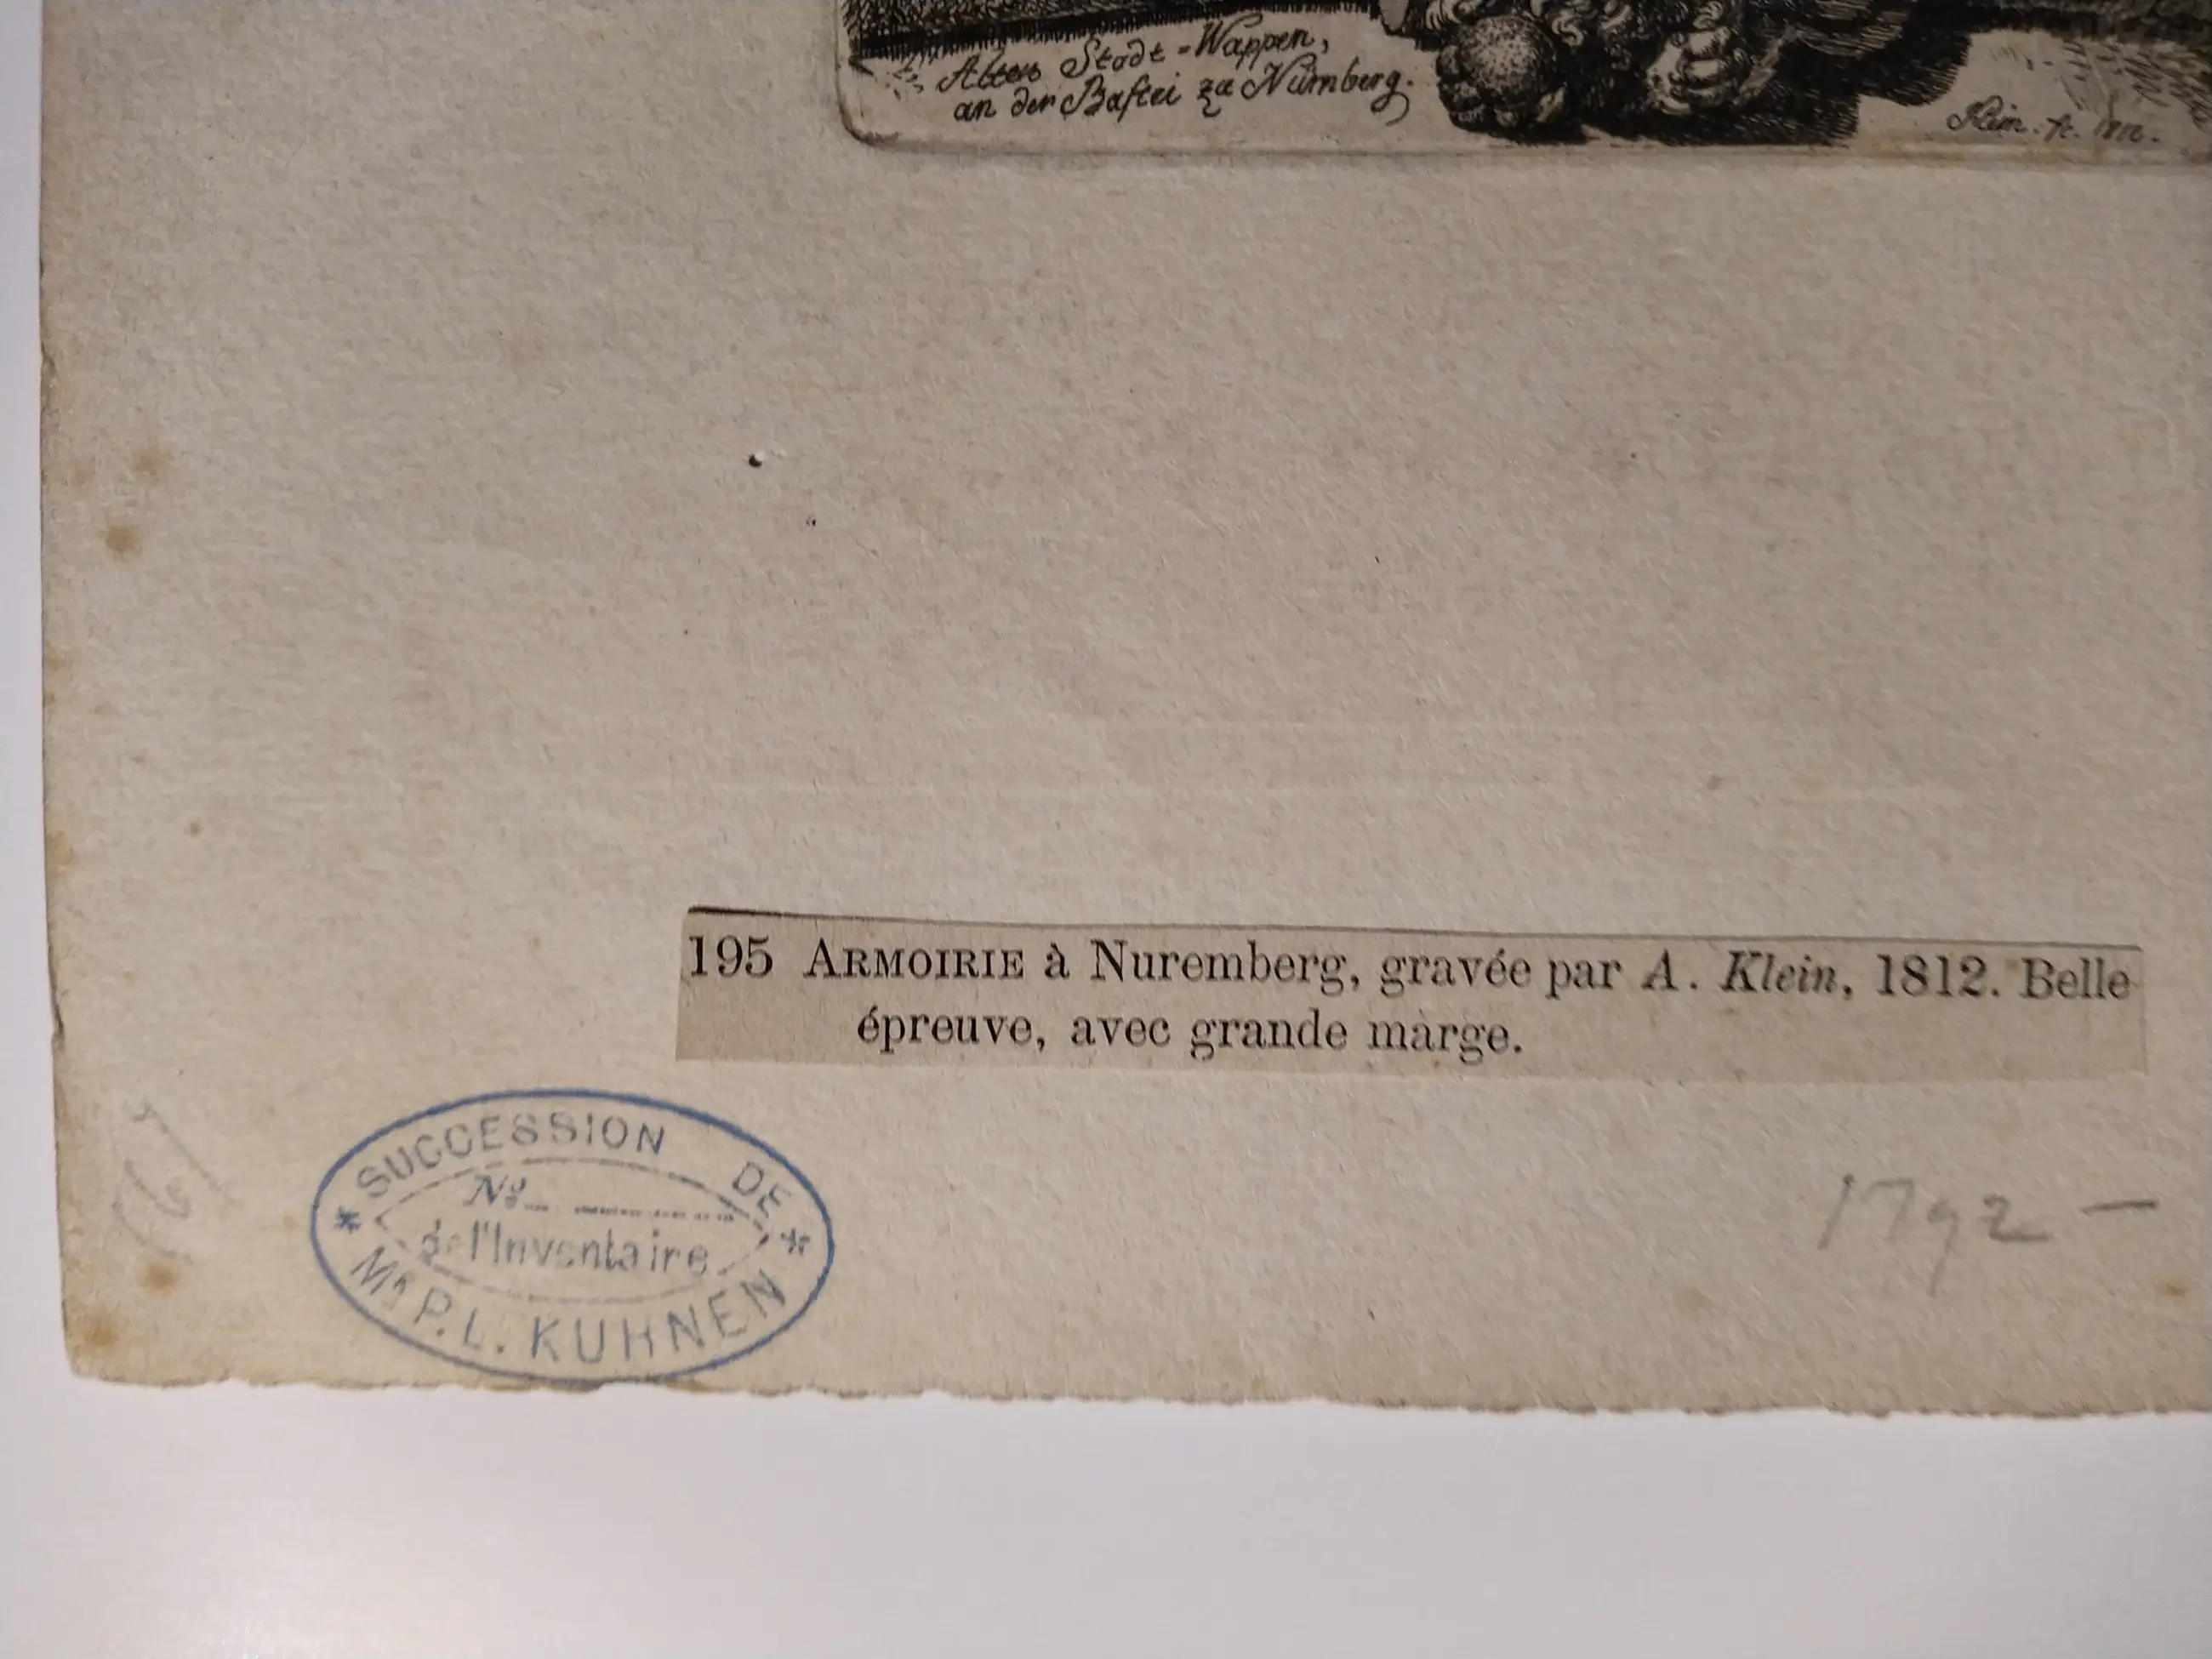 Altes Stadt-Wappen,
an der Bastei zu Nürnberg.
Klein. fc. 1812.
195 ARMOIRIE à Nuremberg, gravée par A. Klein, 1812. Belle
épreuve, avec grande marge.
* SUCCESSION DE *
Nº
de l'Inventaire
Mr P. L. KUHNEN
1792 —